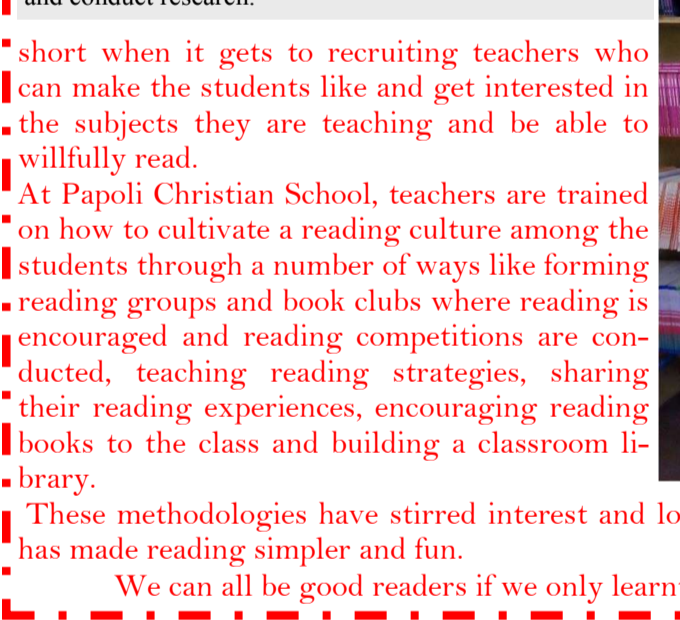 and conduct research.
short when it gets to recruiting teachers who
can make the students like and get interested in
the subjects they are teaching and be able to
willfully read.
At Papoli Christian School, teachers are trained
on how to cultivate a reading culture among the
students through a number of ways like forming
reading groups and book clubs where reading is
encouraged and reading competitions are con-
ducted, teaching reading strategies, sharing
their reading experiences, encouraging reading
books to the class and building a classroom li-
brary.
These methodologies have stirred interest and
has made reading simpler and fun.
We can all be good readers if we only learn